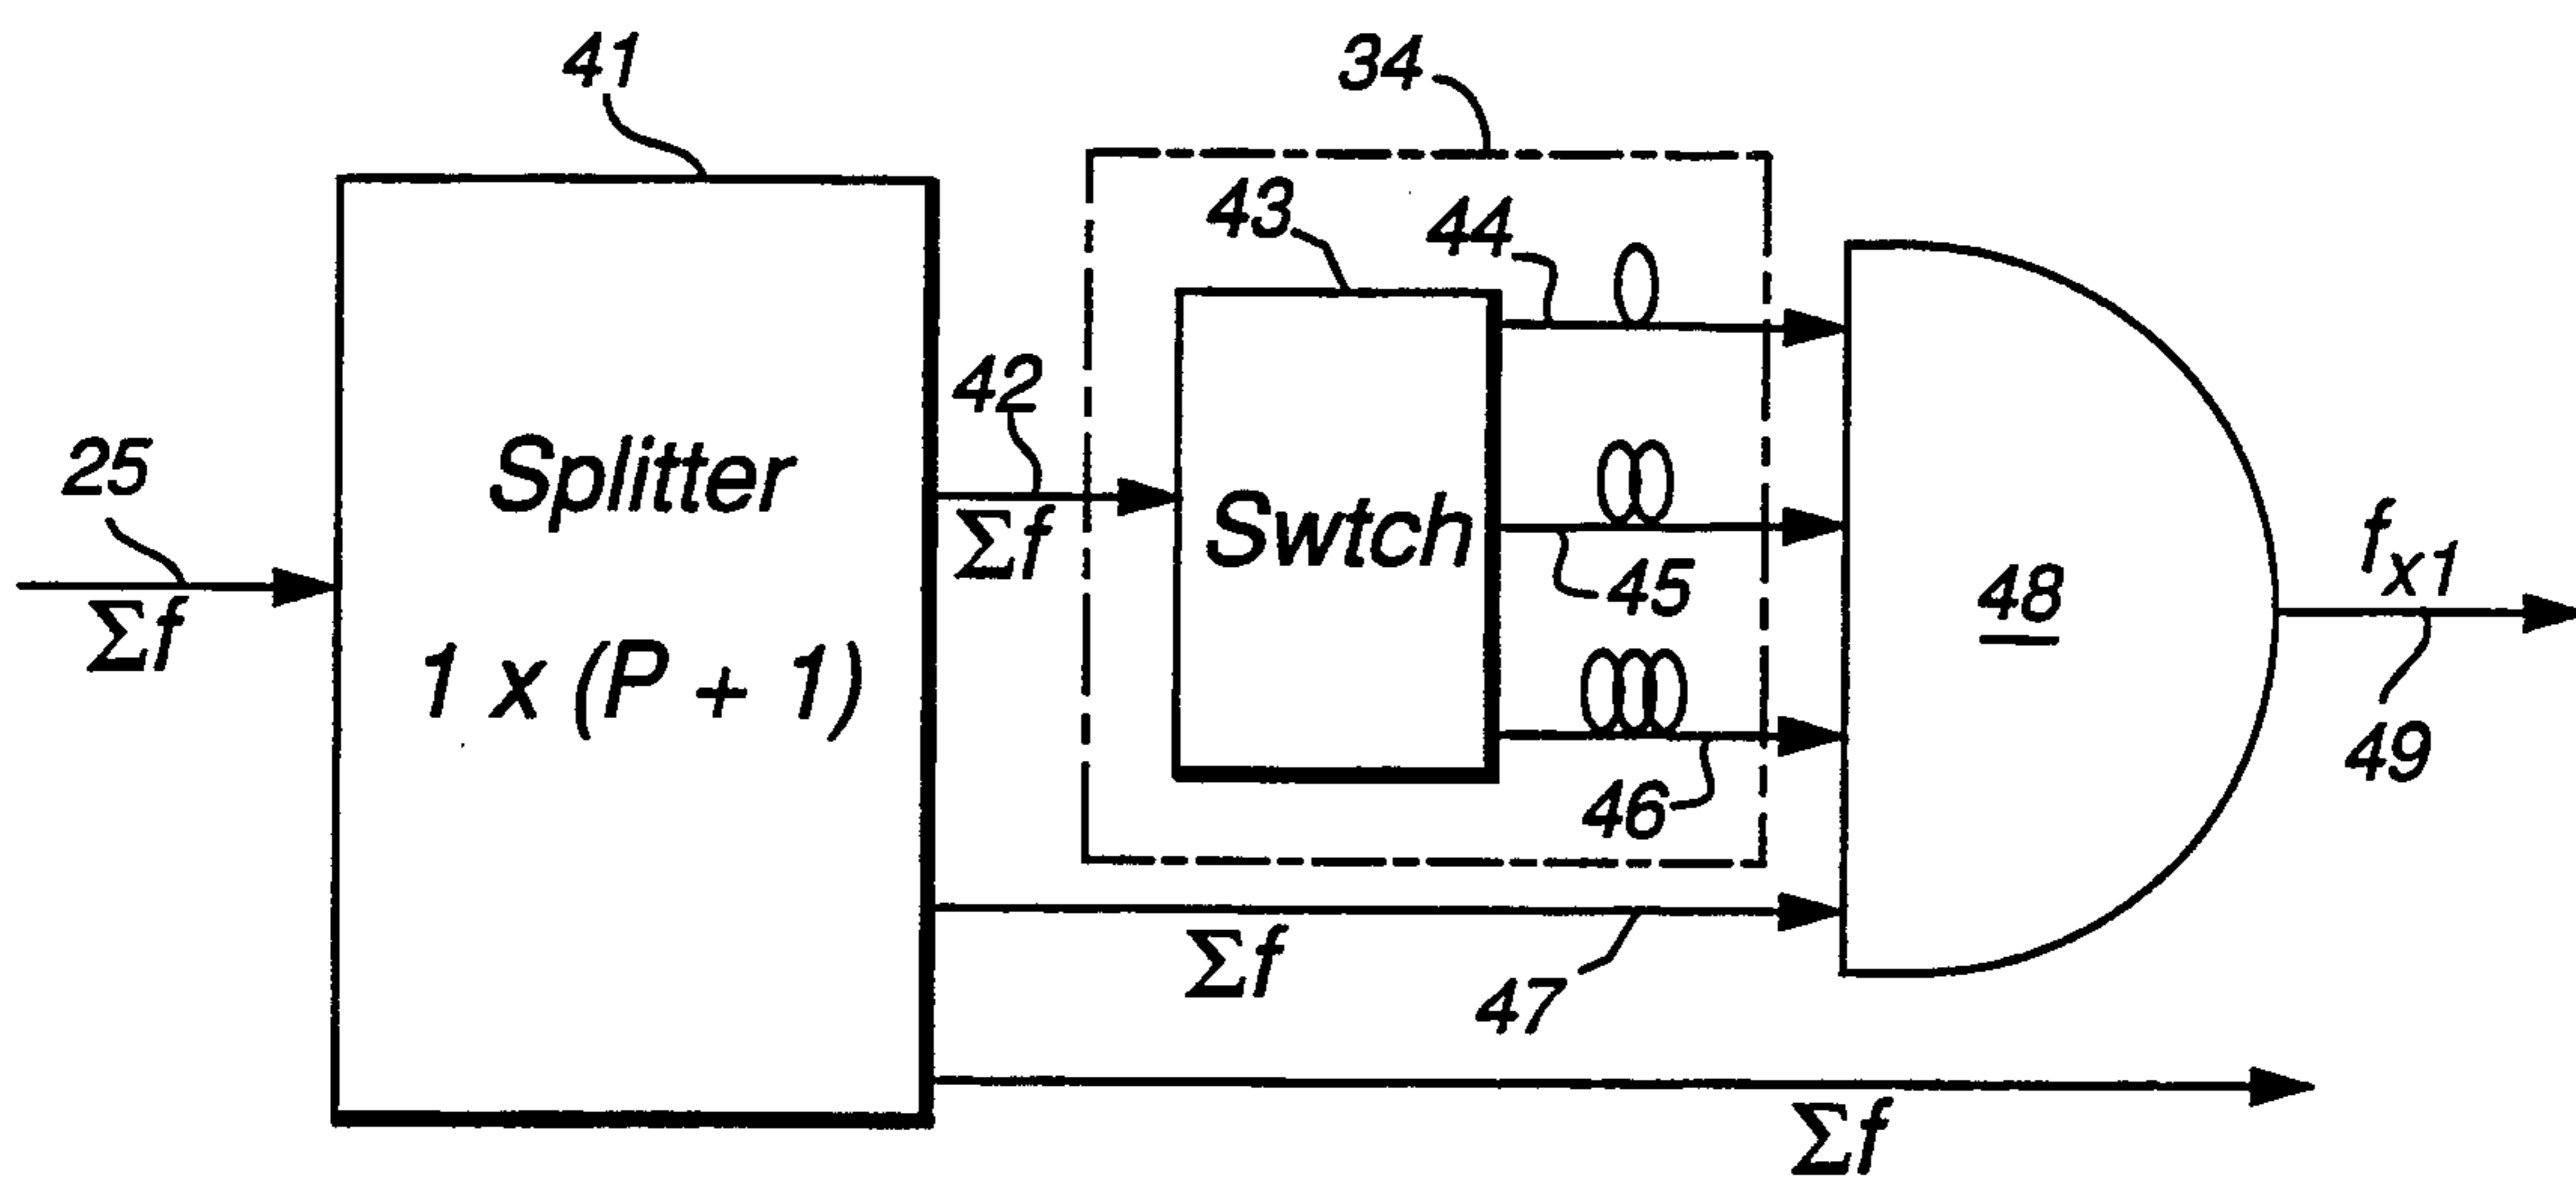 41
34
43
44
42
25
Splitter
1 x (P + 1)
Σf
Σf
Swtch
45
46
48
fx1
49
Σf
47
Σf